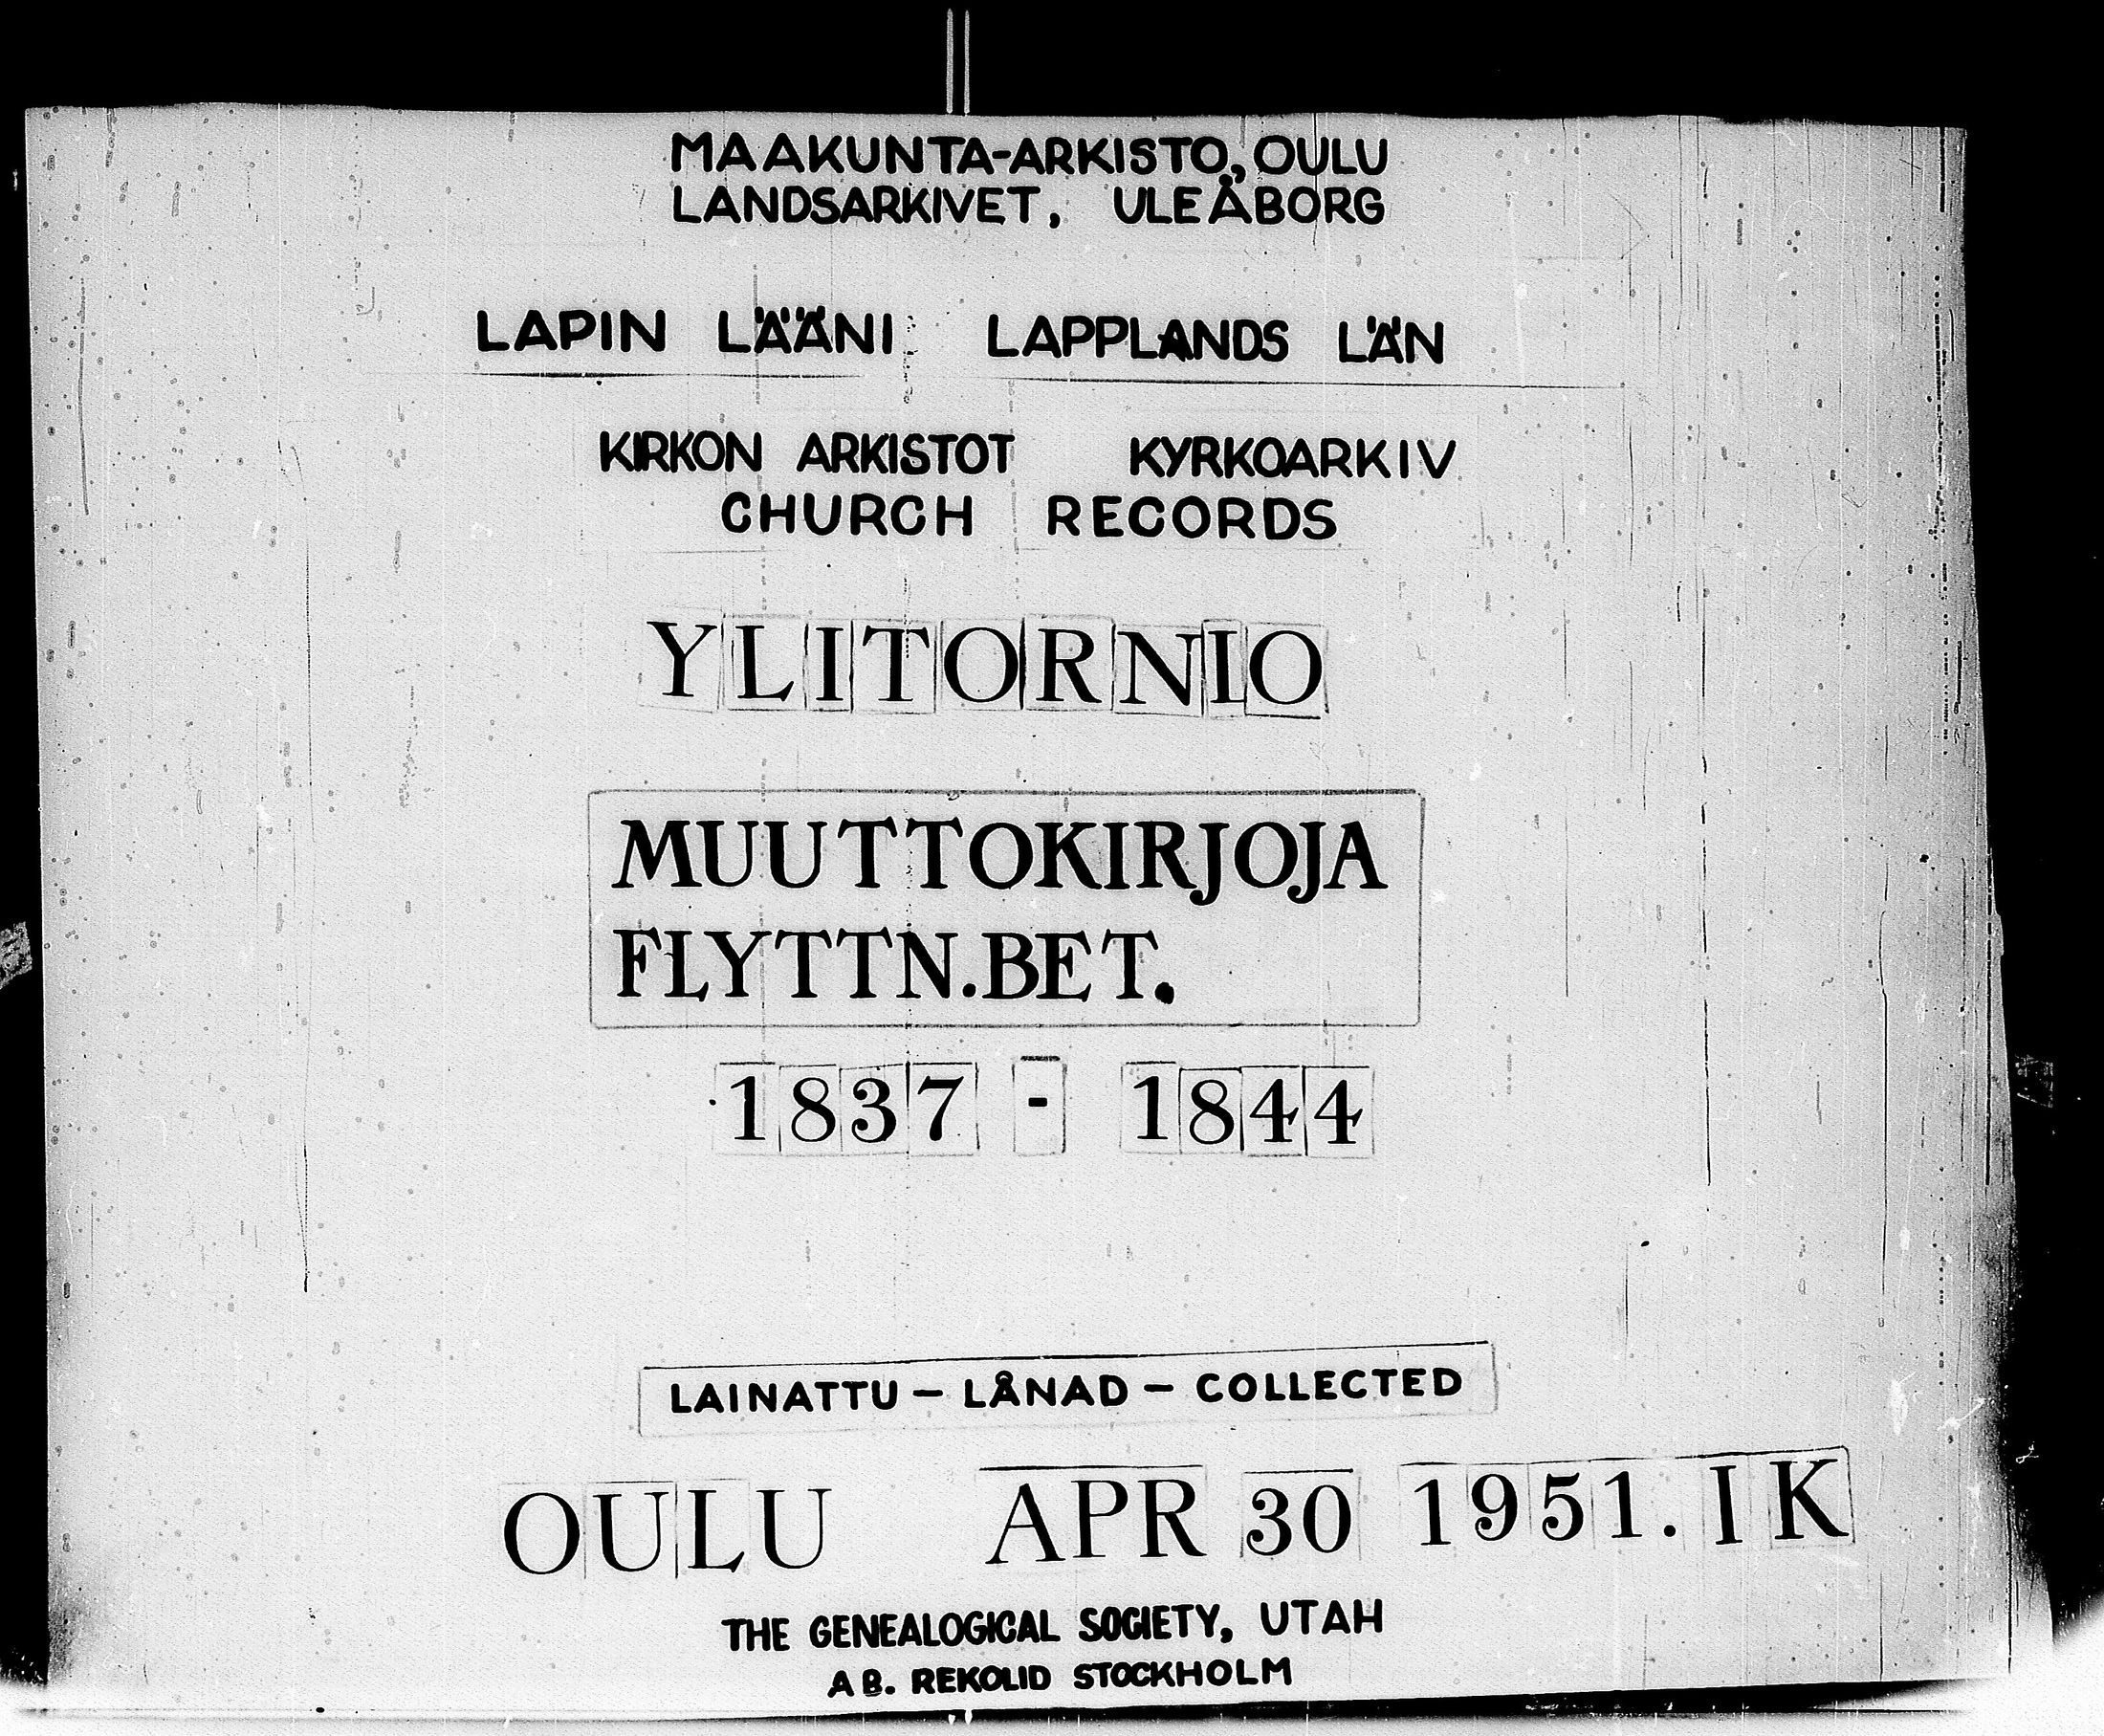 MAAKUNTA-ARKISTO, OULU
LANDSARKIVET, ULEÅBORG
LAPIN LÄÄNI LAPPLANDS LÄN
KIRKON ARKISTOT KYRKOARKIV
CHURCH RECORDS
YLITORNIO
MUUTTOKIRJOJA
FLYTTN.BET.
1837 - 1844
LAINATTU - LÅNAD - COLLECTED
OULU APR 30 1951. I K
THE GENEALOGICAL SOCIETY, UTAH
AB. REKOLID STOCKHOLM